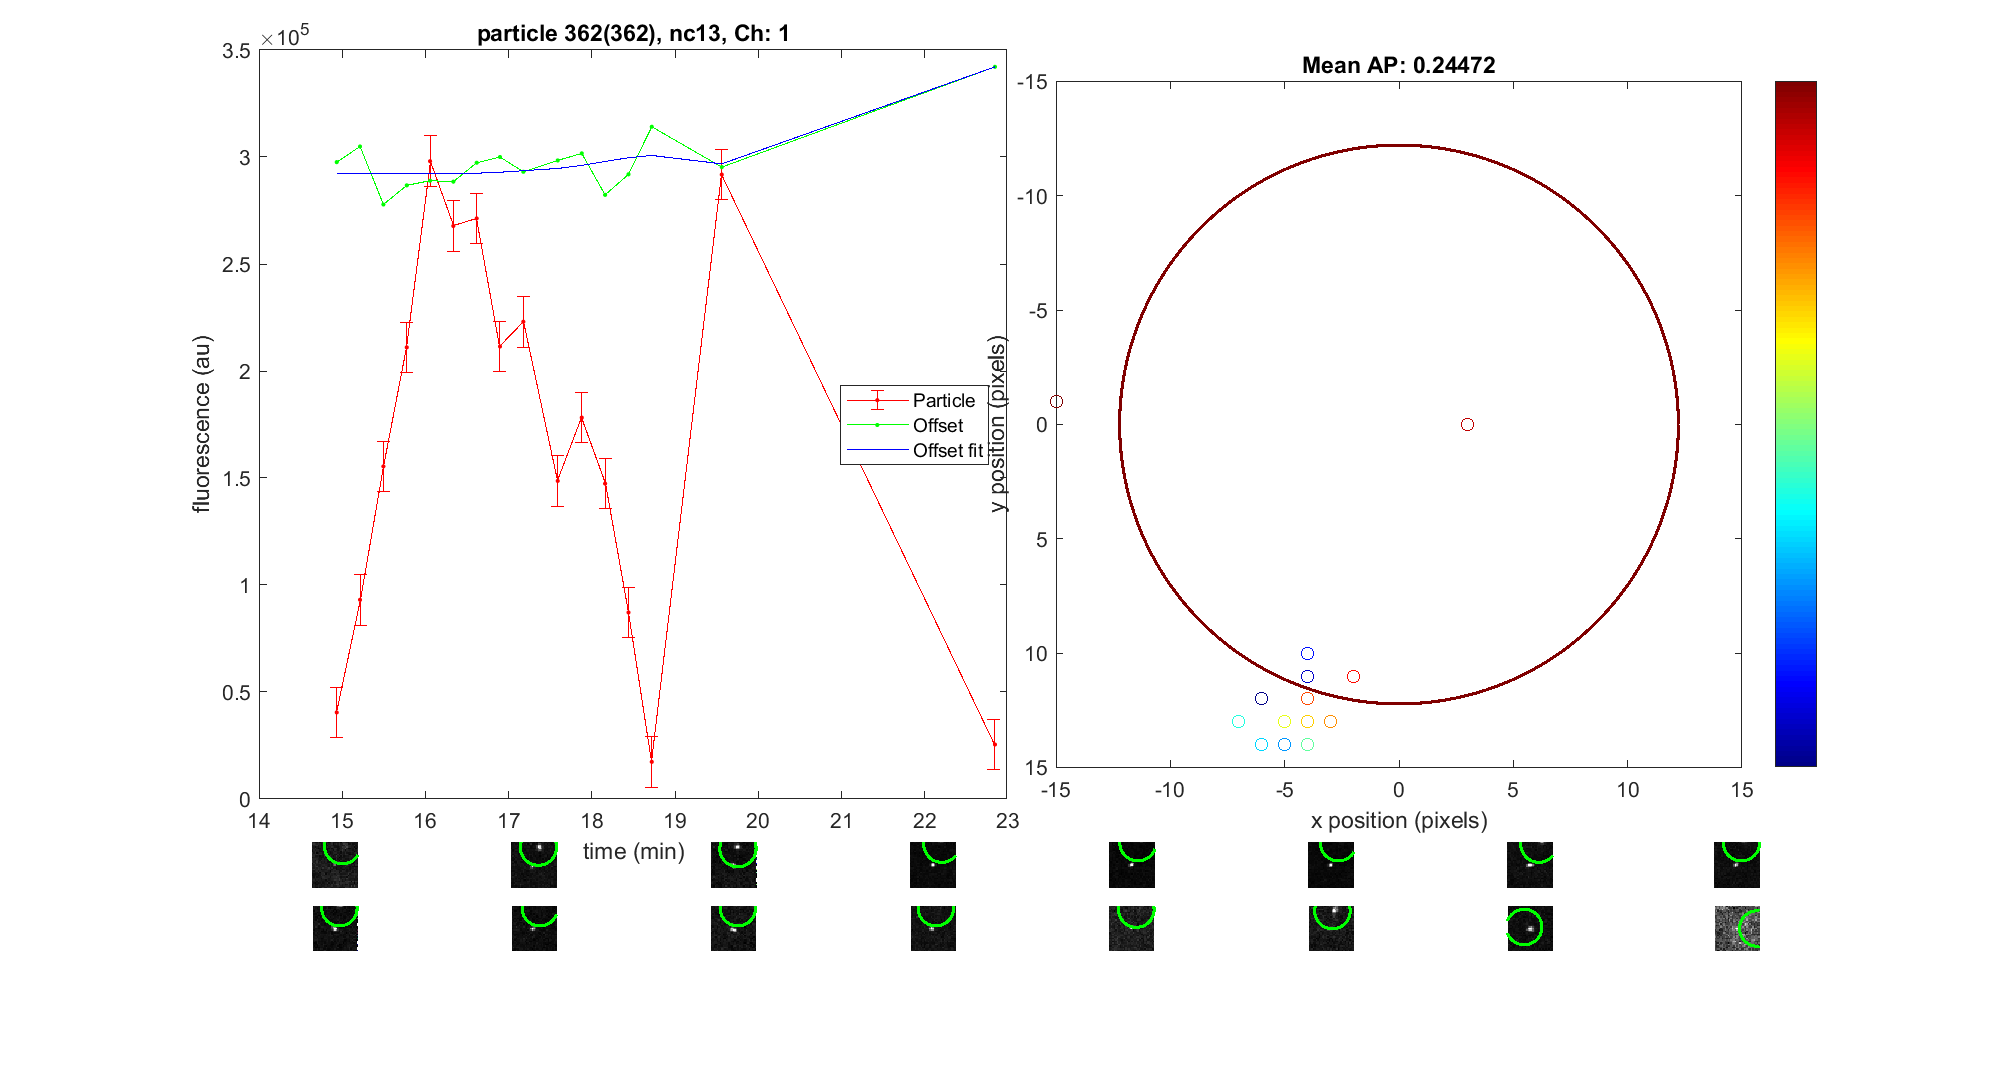 particle 362(362), nc13, Ch: 1
×10^5
3.5
3
2.5
2
1.5
1
0.5
0
fluorescence (au)
14 15 16 17 18 19 20 21 22 23
time (min)
Particle
Offset
Offset fit
Mean AP: 0.24472
-15
-10
-5
0
5
10
15
y position (pixels)
-15 -10 -5 0 5 10 15
x position (pixels)